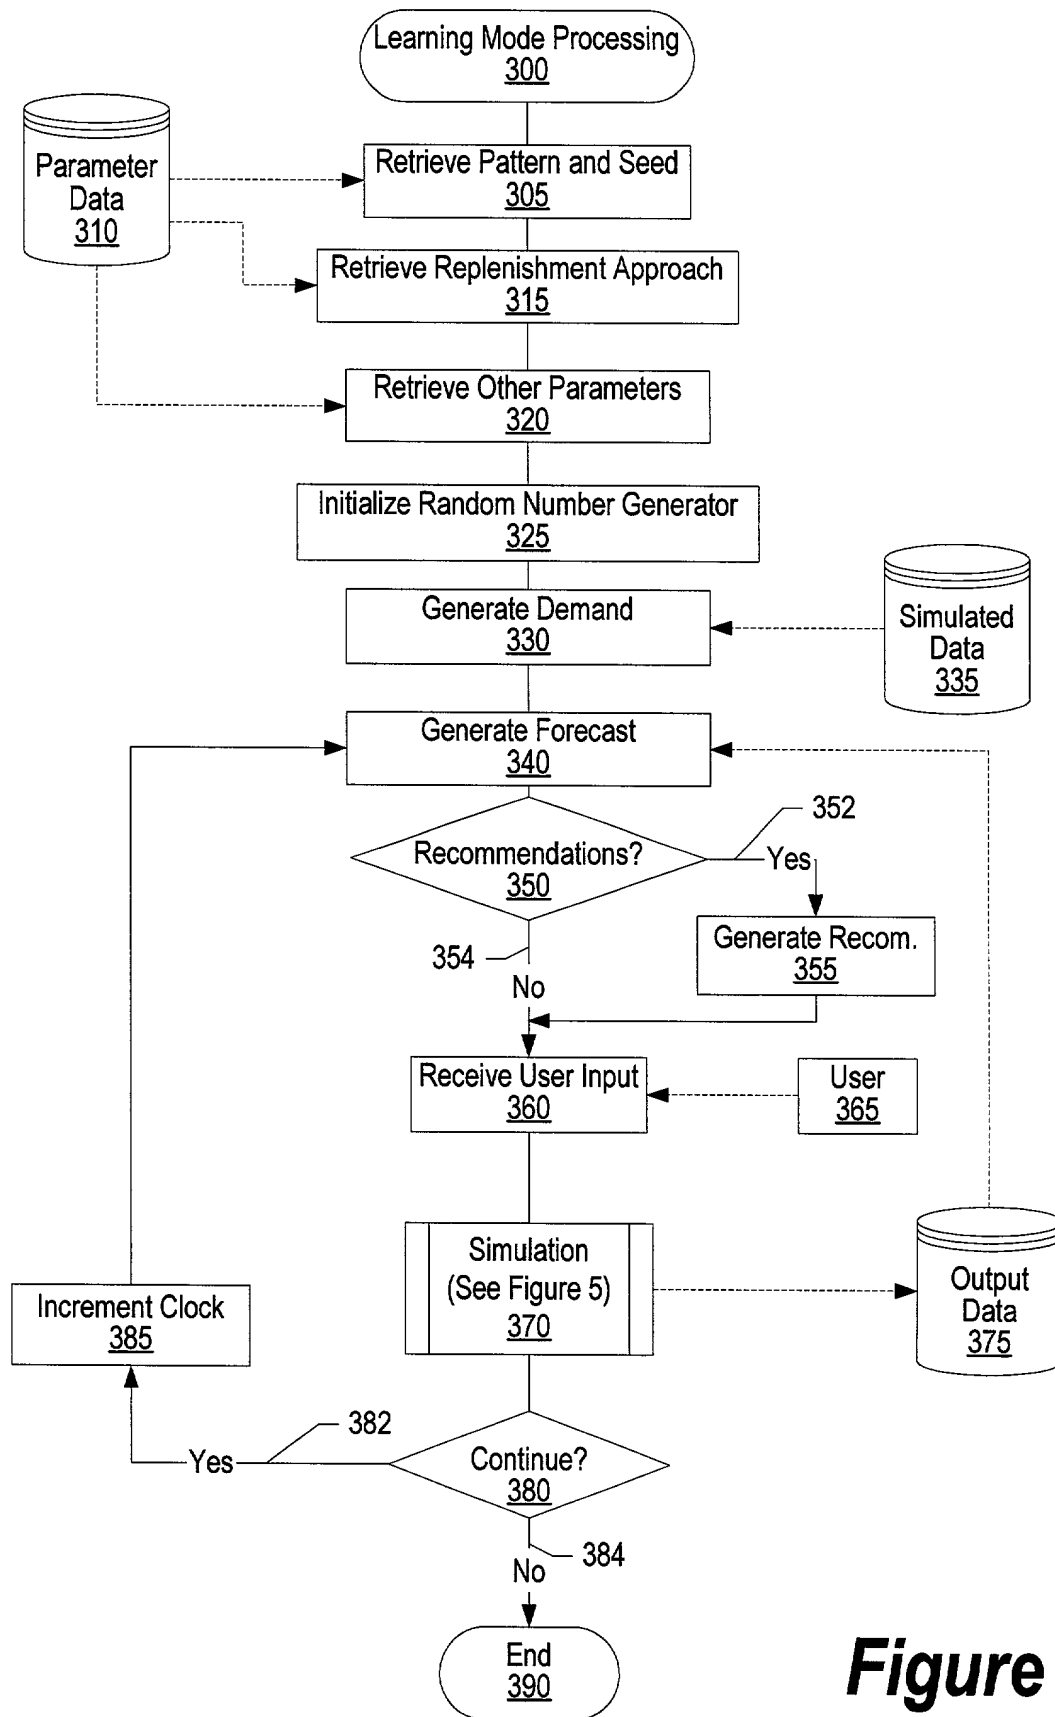 Learning Mode Processing
300
Parameter
Data
310
Retrieve Pattern and Seed
305
Retrieve Replenishment Approach
315
Retrieve Other Parameters
320
Initialize Random Number Generator
325
Generate Demand
330
Simulated
Data
335
Generate Forecast
340
352
Recommendations?
350
Yes
Generate Recom.
355
354
No
Receive User Input
360
User
365
Simulation
(See Figure 5)
370
Output
Data
375
Increment Clock
385
382
Yes
Continue?
380
384
No
End
390
Figure